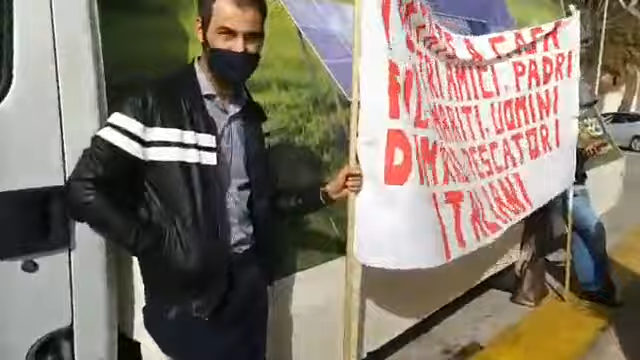 A CASA
AMICI. PADRI
MARITI. UOMINI
PESCATORI
ITALIANI